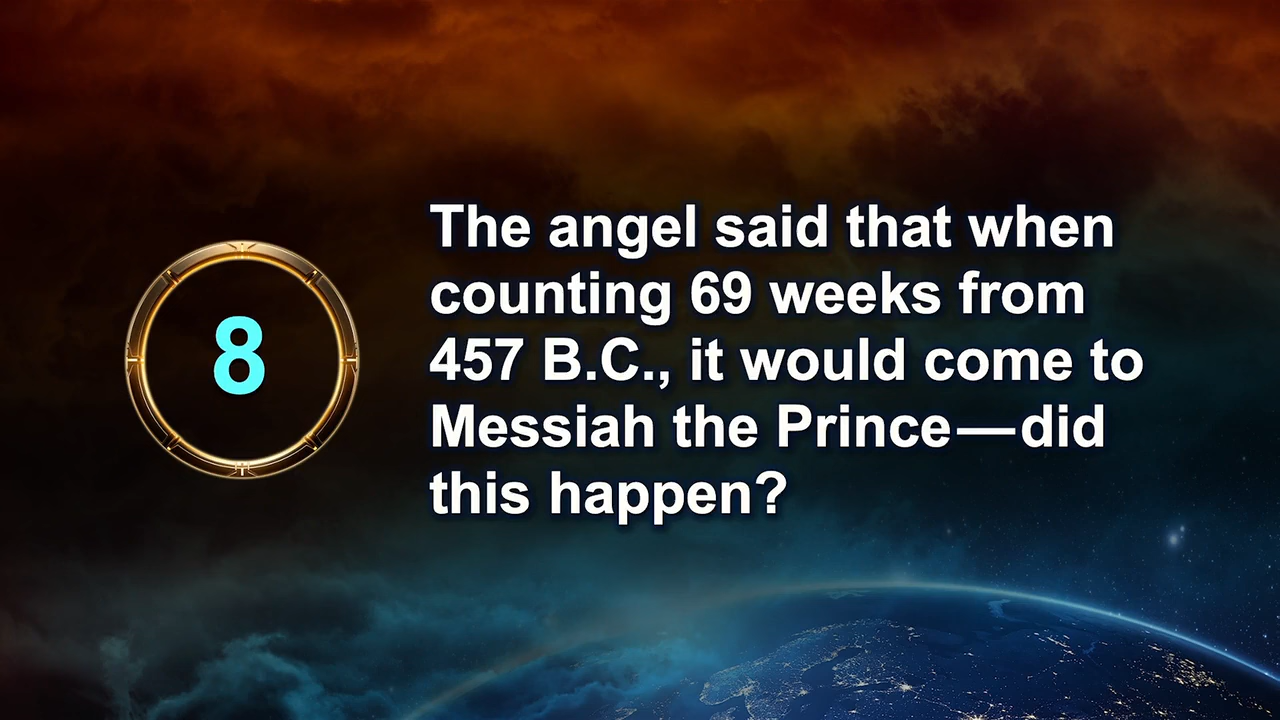 8
The angel said that when
counting 69 weeks from
457 B.C., it would come to
Messiah the Prince—did
this happen?